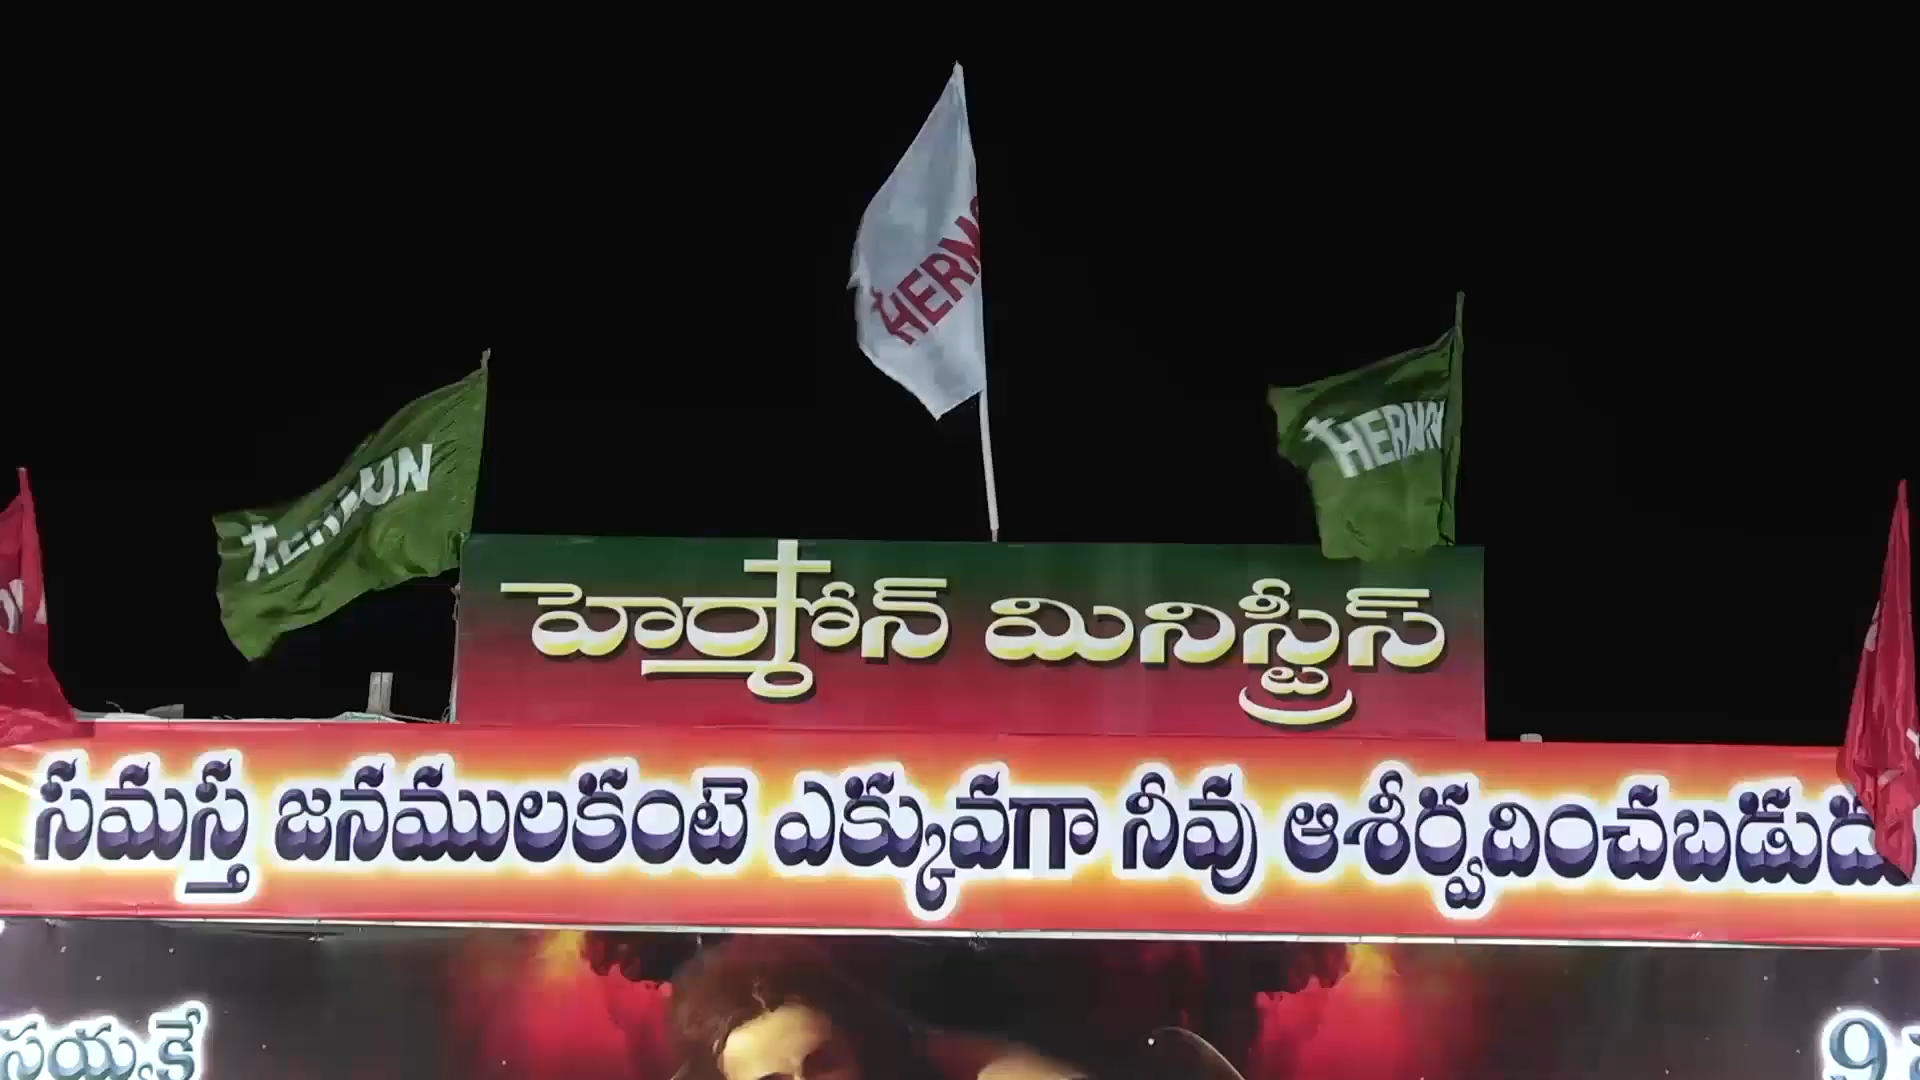 HERMO
HERMON
HERMON
హెర్మోన్ మినిస్ట్రీస్
సమస్త జనములకంటె ఎక్కువగా నీవు ఆశీర్వదించబడుదు